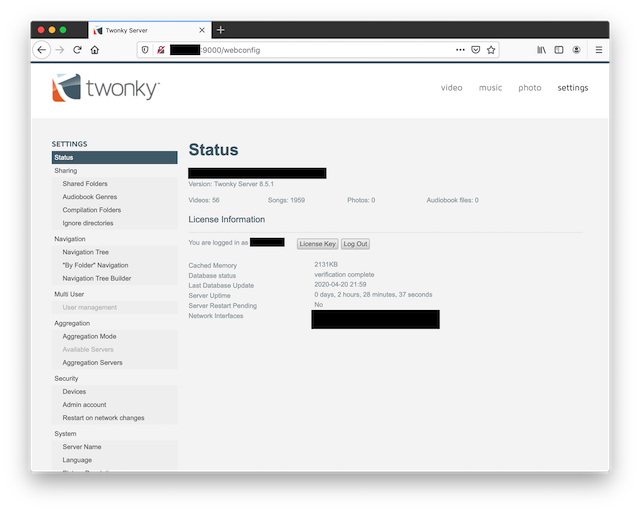 Twonky Server
:9000/webconfig
twonky
video music photo settings
SETTINGS
Status
Sharing
Shared Folders
Audiobook Genres
Compilation Folders
Ignore directories
Navigation
Navigation Tree
"By Folder" Navigation
Navigation Tree Builder
Multi User
User management
Aggregation
Aggregation Mode
Available Servers
Aggregation Servers
Security
Devices
Admin account
Restart on network changes
System
Server Name
Language
Status
Version: Twonky Server 8.5.1
Videos: 56 Songs: 1959 Photos: 0 Audiobook files: 0
License Information
You are logged in as License Key Log Out
Cached Memory 2131KB
Database status verification complete
Last Database Update 2020-04-20 21:59
Server Uptime 0 days, 2 hours, 28 minutes, 37 seconds
Server Restart Pending No
Network Interfaces